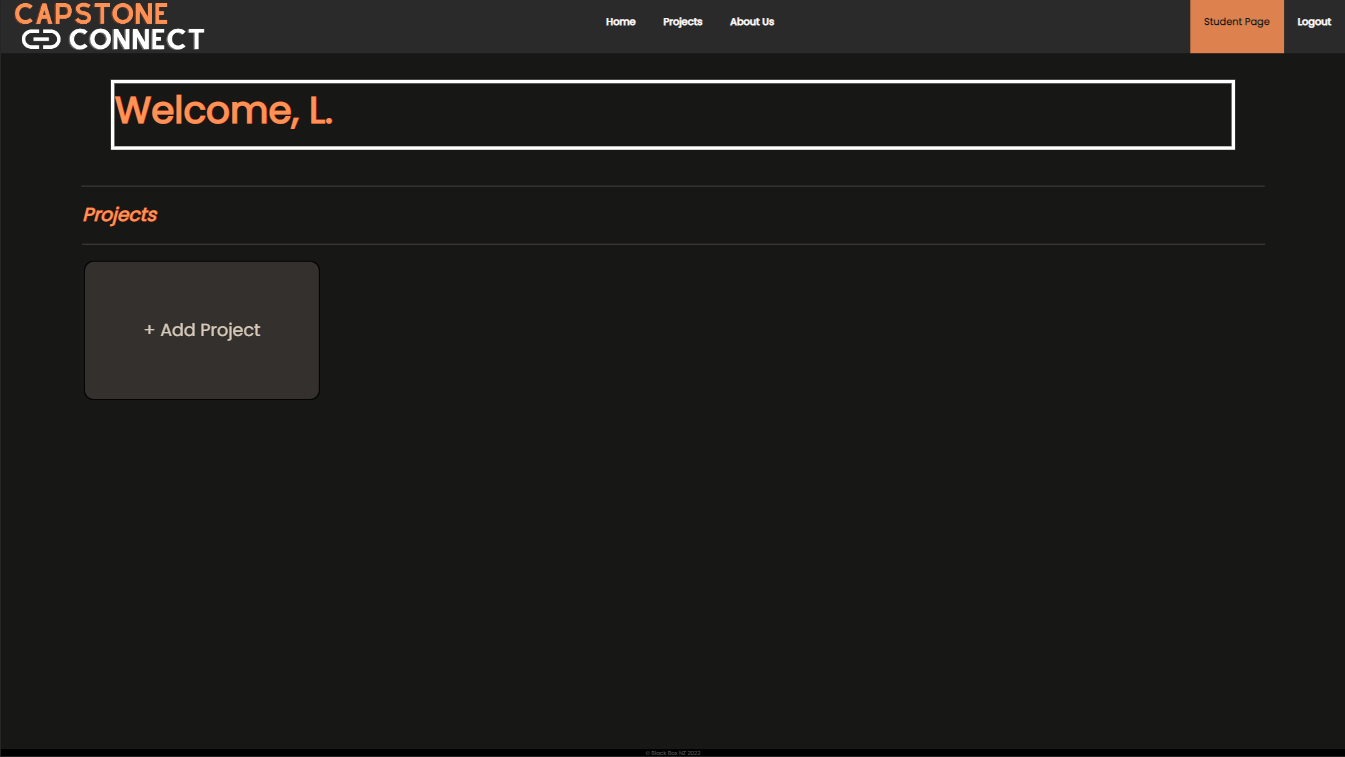 CAPSTONE
CONNECT
Home Projects About Us Student Page Logout
Welcome, L.
Projects
+ Add Project
© Black Box NZ 2022